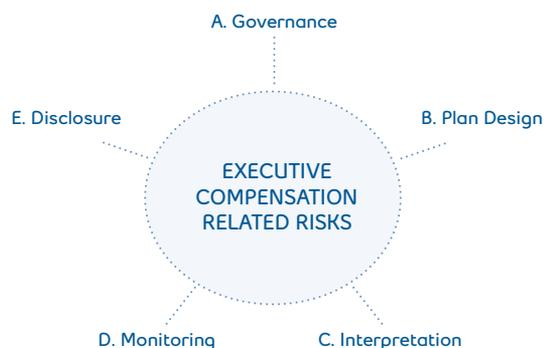 A. Governance
E. Disclosure
B. Plan Design
EXECUTIVE
COMPENSATION
RELATED RISKS
D. Monitoring
C. Interpretation